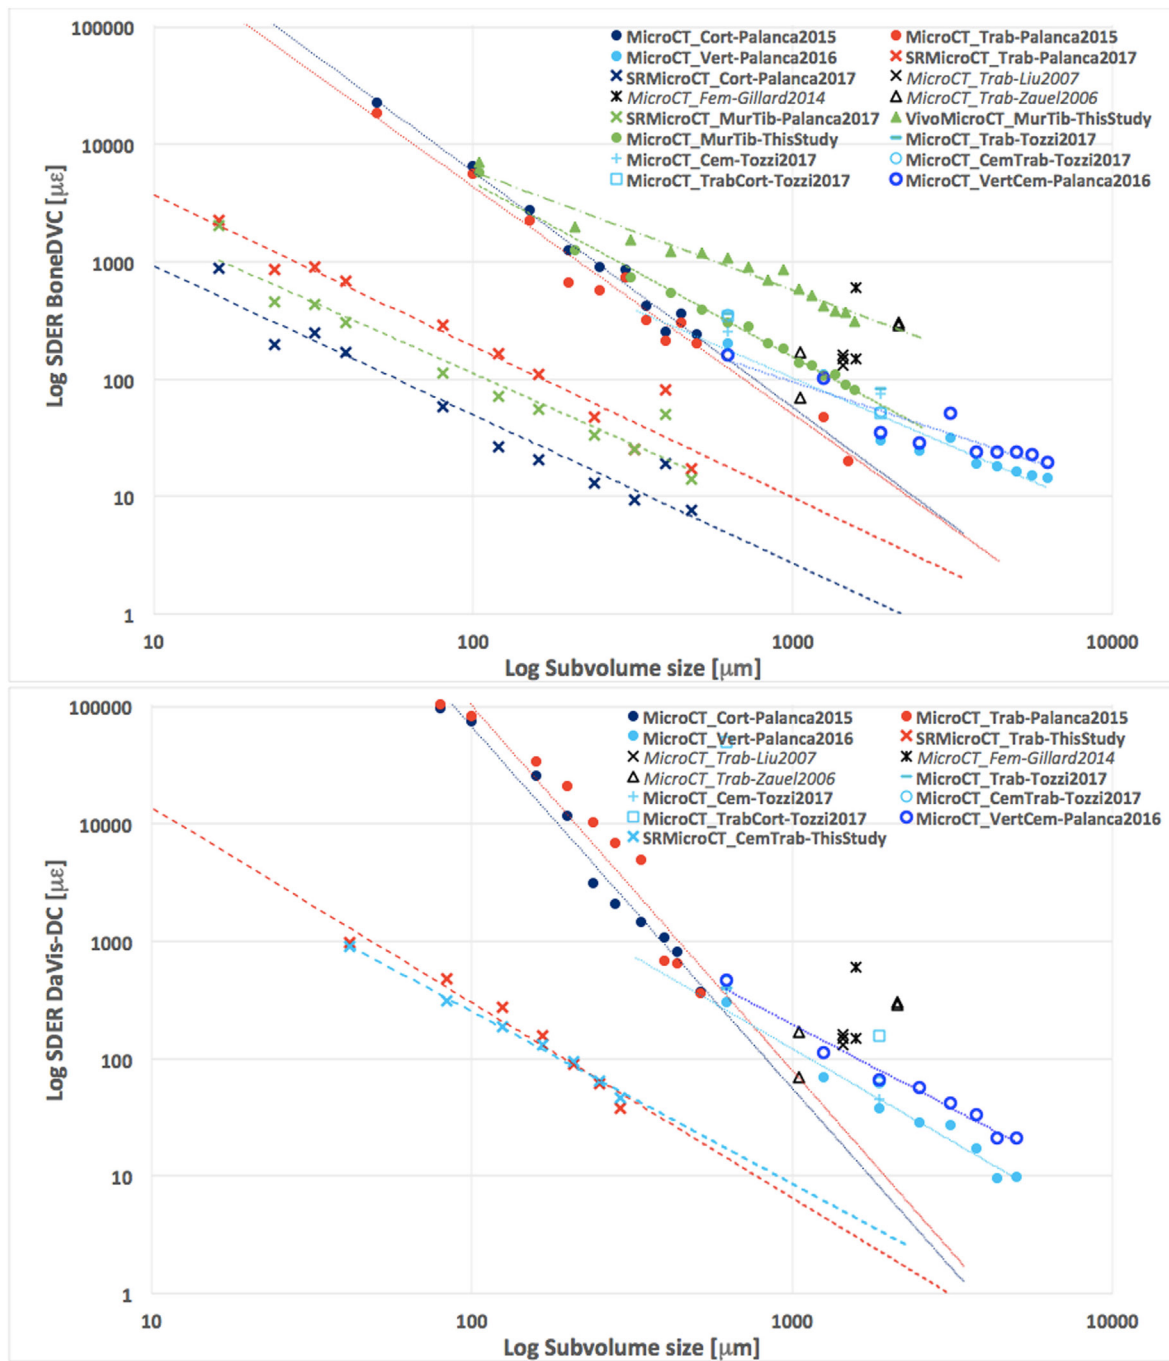 100000
10000
1000
100
10
1
10
100
1000
10000
Log SDER BoneDVC [µε]
Log Subvolume size [µm]
MicroCT_Cort-Palanca2015
MicroCT_Trab-Palanca2015
MicroCT_Vert-Palanca2016
SRMicroCT_Trab-Palanca2017
SRMicroCT_Cort-Palanca2017
MicroCT_Trab-Liu2007
MicroCT_Fem-Gillard2014
MicroCT_Trab-Zauel2006
SRMicroCT_MurTib-Palanca2017
VivoMicroCT_MurTib-ThisStudy
MicroCT_MurTib-ThisStudy
MicroCT_Trab-Tozzi2017
MicroCT_Cem-Tozzi2017
MicroCT_CemTrab-Tozzi2017
MicroCT_TrabCort-Tozzi2017
MicroCT_VertCem-Palanca2016
100000
10000
1000
100
10
1
10
100
1000
10000
Log SDER DaVis-DC [µε]
Log Subvolume size [µm]
MicroCT_Cort-Palanca2015
MicroCT_Trab-Palanca2015
MicroCT_Vert-Palanca2016
SRMicroCT_Trab-ThisStudy
MicroCT_Trab-Liu2007
MicroCT_Fem-Gillard2014
MicroCT_Trab-Zauel2006
MicroCT_Trab-Tozzi2017
MicroCT_Cem-Tozzi2017
MicroCT_CemTrab-Tozzi2017
MicroCT_TrabCort-Tozzi2017
MicroCT_VertCem-Palanca2016
SRMicroCT_CemTrab-ThisStudy